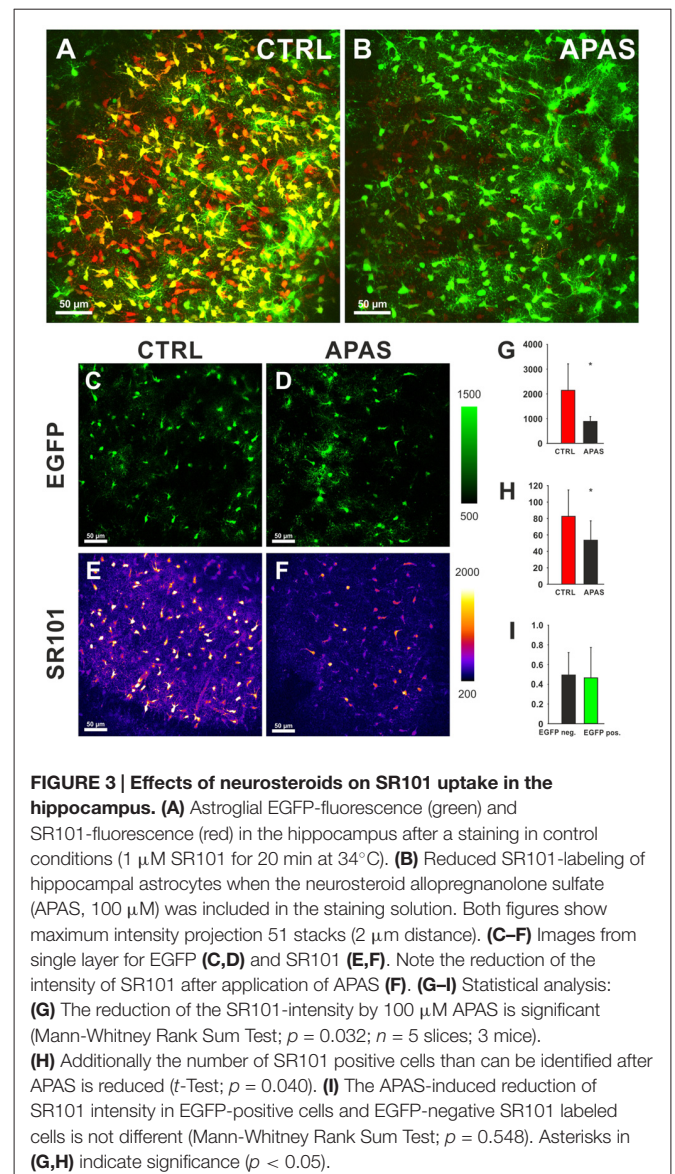 A CTRL
50 µm
B APAS
50 µm
CTRL
APAS
EGFP
SR101
C
50 µm
D
50 µm
1500
500
E
50 µm
F
50 µm
2000
200
G
4000
3000
2000
1000
0
*
CTRL APAS
H
120
100
80
60
40
20
0
*
CTRL APAS
I
1.0
0.8
0.6
0.4
0.2
0
EGFP neg. EGFP pos.
FIGURE 3 | Effects of neurosteroids on SR101 uptake in the
hippocampus. (A) Astroglial EGFP-fluorescence (green) and
SR101-fluorescence (red) in the hippocampus after a staining in control
conditions (1 µM SR101 for 20 min at 34°C). (B) Reduced SR101-labeling of
hippocampal astrocytes when the neurosteroid allopregnanolone sulfate
(APAS, 100 µM) was included in the staining solution. Both figures show
maximum intensity projection 51 stacks (2 µm distance). (C–F) Images from
single layer for EGFP (C,D) and SR101 (E,F). Note the reduction of the
intensity of SR101 after application of APAS (F). (G–I) Statistical analysis:
(G) The reduction of the SR101-intensity by 100 µM APAS is significant
(Mann-Whitney Rank Sum Test; p = 0.032; n = 5 slices; 3 mice).
(H) Additionally the number of SR101 positive cells than can be identified after
APAS is reduced (t-Test; p = 0.040). (I) The APAS-induced reduction of
SR101 intensity in EGFP-positive cells and EGFP-negative SR101 labeled
cells is not different (Mann-Whitney Rank Sum Test; p = 0.548). Asterisks in
(G,H) indicate significance (p < 0.05).